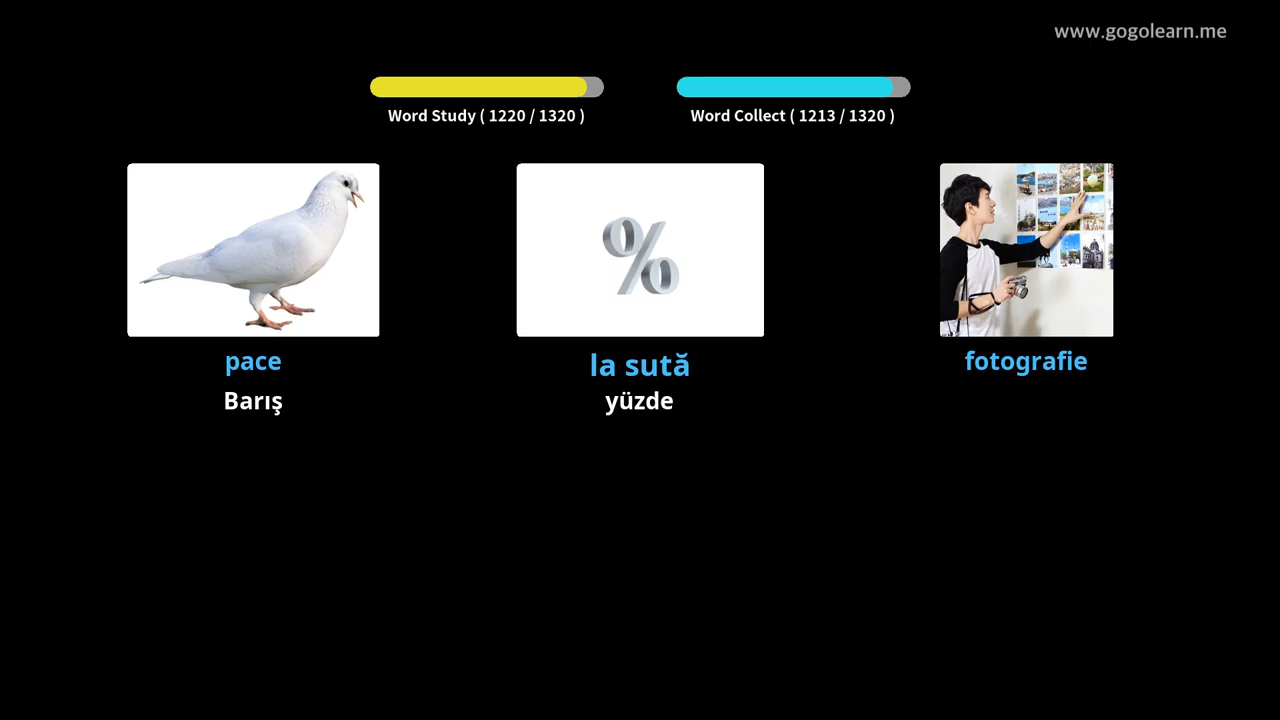 www.gogolearn.me
Word Study ( 1220 / 1320 )
Word Collect ( 1213 / 1320 )
%
pace
la sută
fotografie
Barış
yüzde